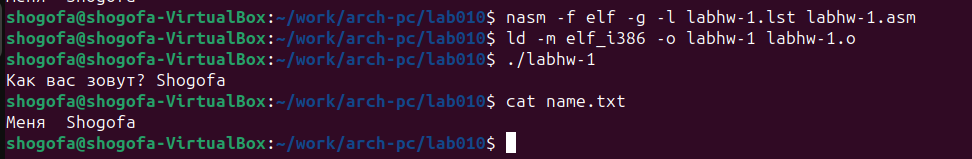 Меня  Shogofa
shogofa@shogofa-VirtualBox:~/work/arch-pc/lab010$ nasm -f elf -g -l labhw-1.lst labhw-1.asm
shogofa@shogofa-VirtualBox:~/work/arch-pc/lab010$ ld -m elf_i386 -o labhw-1 labhw-1.o
shogofa@shogofa-VirtualBox:~/work/arch-pc/lab010$ ./labhw-1
Как вас зовут? Shogofa
shogofa@shogofa-VirtualBox:~/work/arch-pc/lab010$ cat name.txt
Меня  Shogofa
shogofa@shogofa-VirtualBox:~/work/arch-pc/lab010$